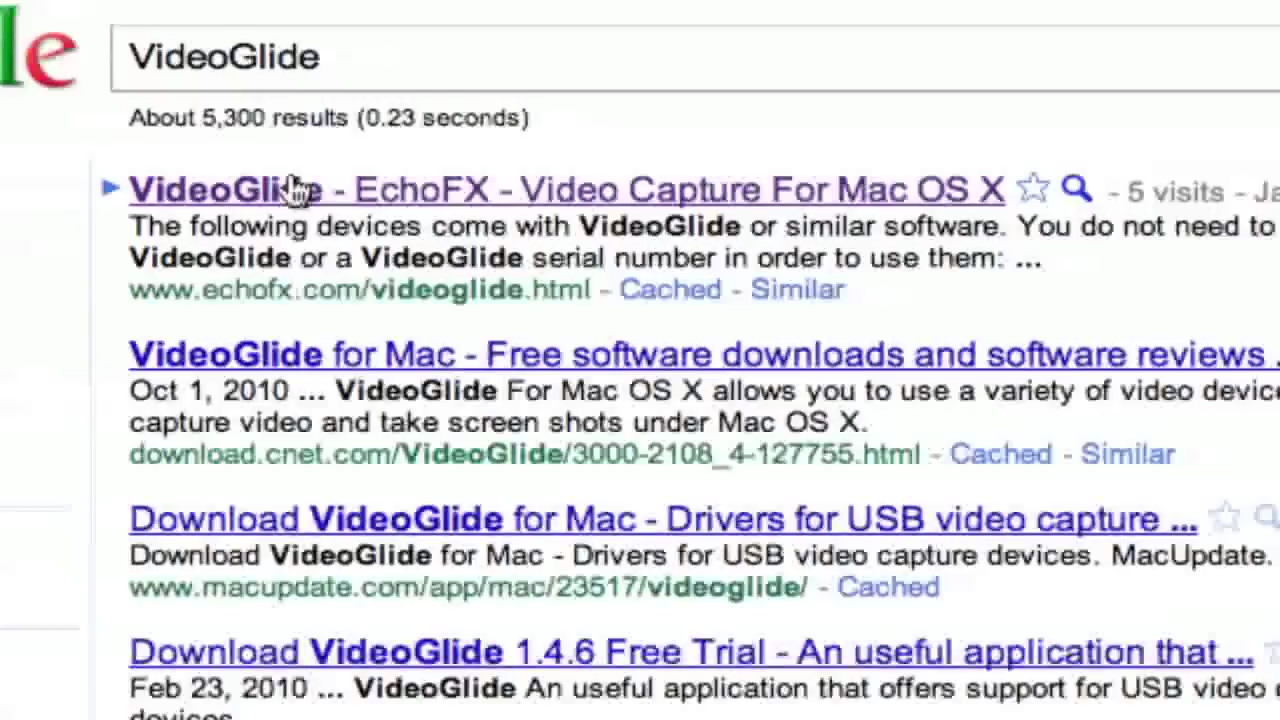 le
VideoGlide
About 5,300 results (0.23 seconds)
VideoGlide - EchoFX - Video Capture For Mac OS X - 5 visits -
The following devices come with VideoGlide or similar software. You do not need to
VideoGlide or a VideoGlide serial number in order to use them: ...
www.echofx.com/videoglide.html - Cached - Similar
VideoGlide for Mac - Free software downloads and software reviews
Oct 1, 2010 ... VideoGlide For Mac OS X allows you to use a variety of video
capture video and take screen shots under Mac OS X.
download.cnet.com/VideoGlide/3000-2108_4-127755.html - Cached - Similar
Download VideoGlide for Mac - Drivers for USB video capture ...
Download VideoGlide for Mac - Drivers for USB video capture devices. MacUpdate.
www.macupdate.com/app/mac/23517/videoglide/ - Cached
Download VideoGlide 1.4.6 Free Trial - An useful application that ...
Feb 23, 2010 ... VideoGlide An useful application that offers support for USB video
devices